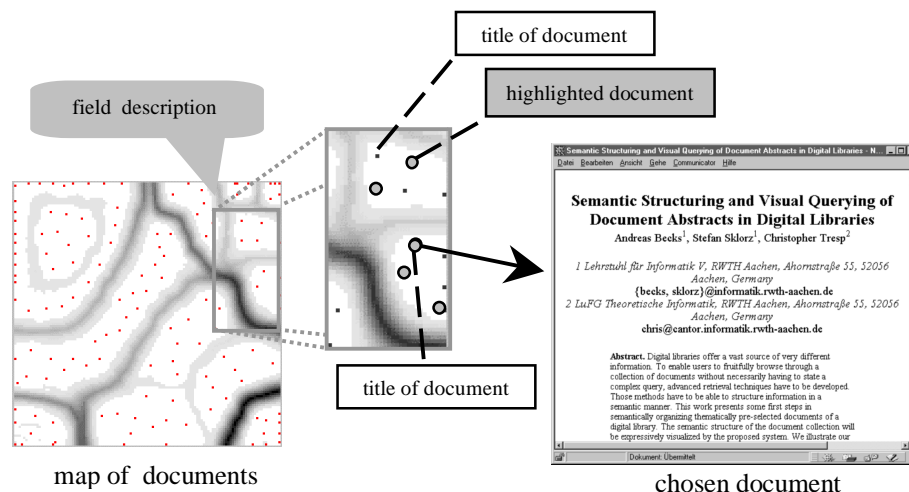 title of document
field description
highlighted document
Semantic Structuring and Visual Querying of Document Abstracts in Digital Libraries - N...
Datei Bearbeiten Ansicht Gehe Communicator Hilfe
Semantic Structuring and Visual Querying of
Document Abstracts in Digital Libraries
Andreas Becks1, Stefan Sklorz1, Christopher Tresp2
1 Lehrstuhl für Informatik V, RWTH Aachen, Ahornstraße 55, 52056
Aachen, Germany
{becks, sklorz}@informatik.rwth-aachen.de
2 LuFG Theoretische Informatik, RWTH Aachen, Ahornstraße 55, 52056
Aachen, Germany
chris@cantor.informatik.rwth-aachen.de
Abstract. Digital libraries offer a vast source of very different
information. To enable users to fruitfully browse through a
collection of documents without necessarily having to state a
complex query, advanced retrieval techniques have to be developed.
Those methods have to be able to structure information in a
semantic manner. This work presents some first steps in
semantically organizing thematically pre-selected documents of a
digital library. The semantic structure of the document collection will
be expressively visualized by the proposed system. We illustrate our
Dokument: Übermittelt
title of document
map of documents
chosen document